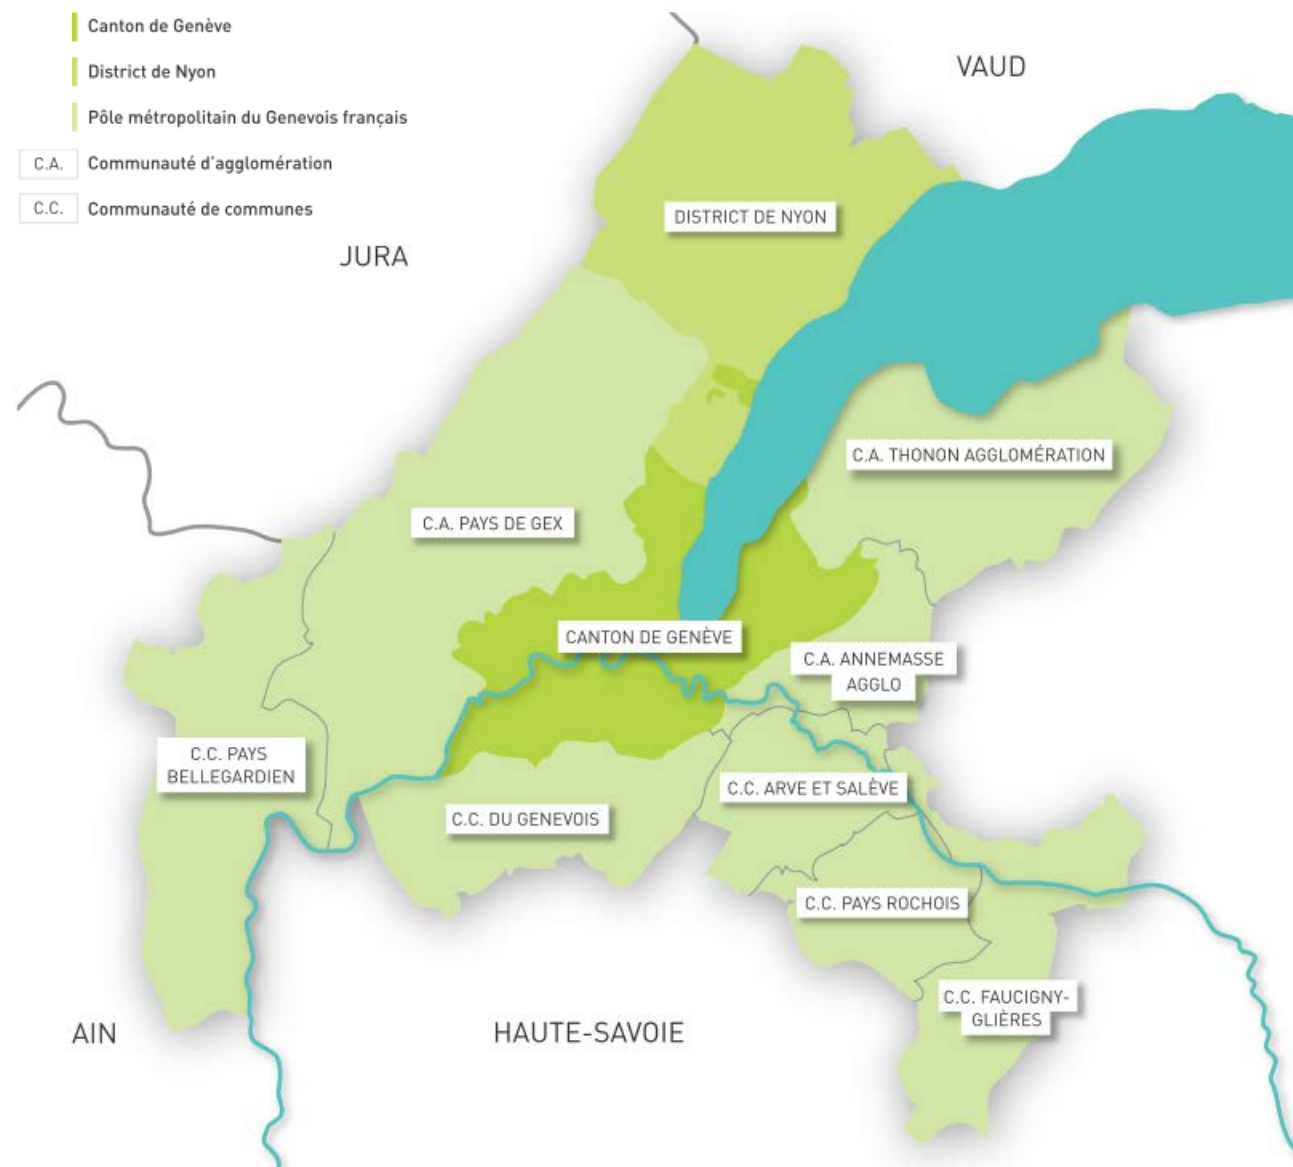 Canton de Genève
District de Nyon
Pôle métropolitain du Genevois français
C.A. Communauté d'agglomération
C.C. Communauté de communes
VAUD
JURA
DISTRICT DE NYON
C.A. THONON AGGLOMÉRATION
C.A. PAYS DE GEX
CANTON DE GENÈVE
C.A. ANNEMASSE
AGGLO
C.C. PAYS
BELLEGARDIEN
C.C. ARVE ET SALÈVE
C.C. DU GENEVOIS
C.C. PAYS ROCHOIS
C.C. FAUCIGNY-
GLIÈRES
AIN
HAUTE-SAVOIE